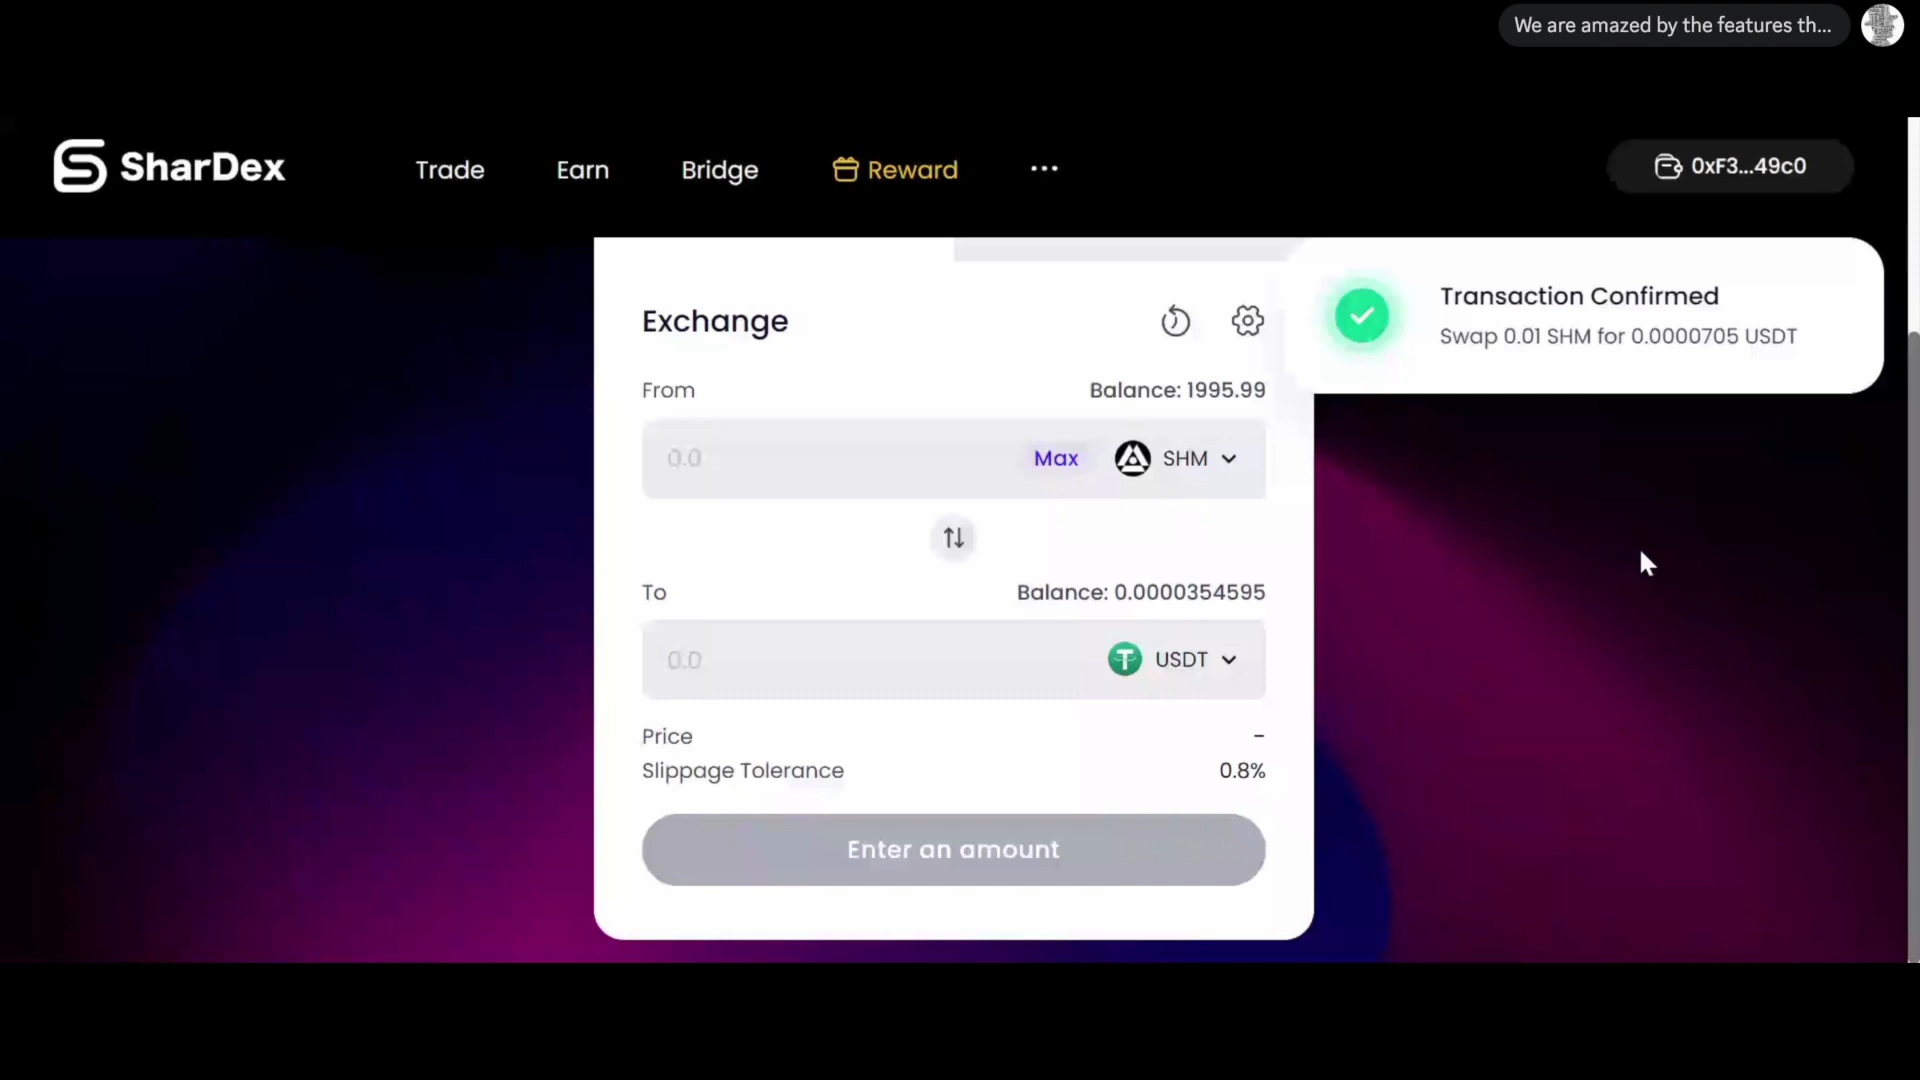 We are amazed by the features th...
SharDex
Trade
Earn
Bridge
Reward
...
0xF3...49c0
Transaction Confirmed
Swap 0.01 SHM for 0.0000705 USDT
Exchange
From
Balance: 1995.99
0.0
Max
SHM
To
Balance: 0.0000354595
0.0
USDT
Price
-
Slippage Tolerance
0.8%
Enter an amount